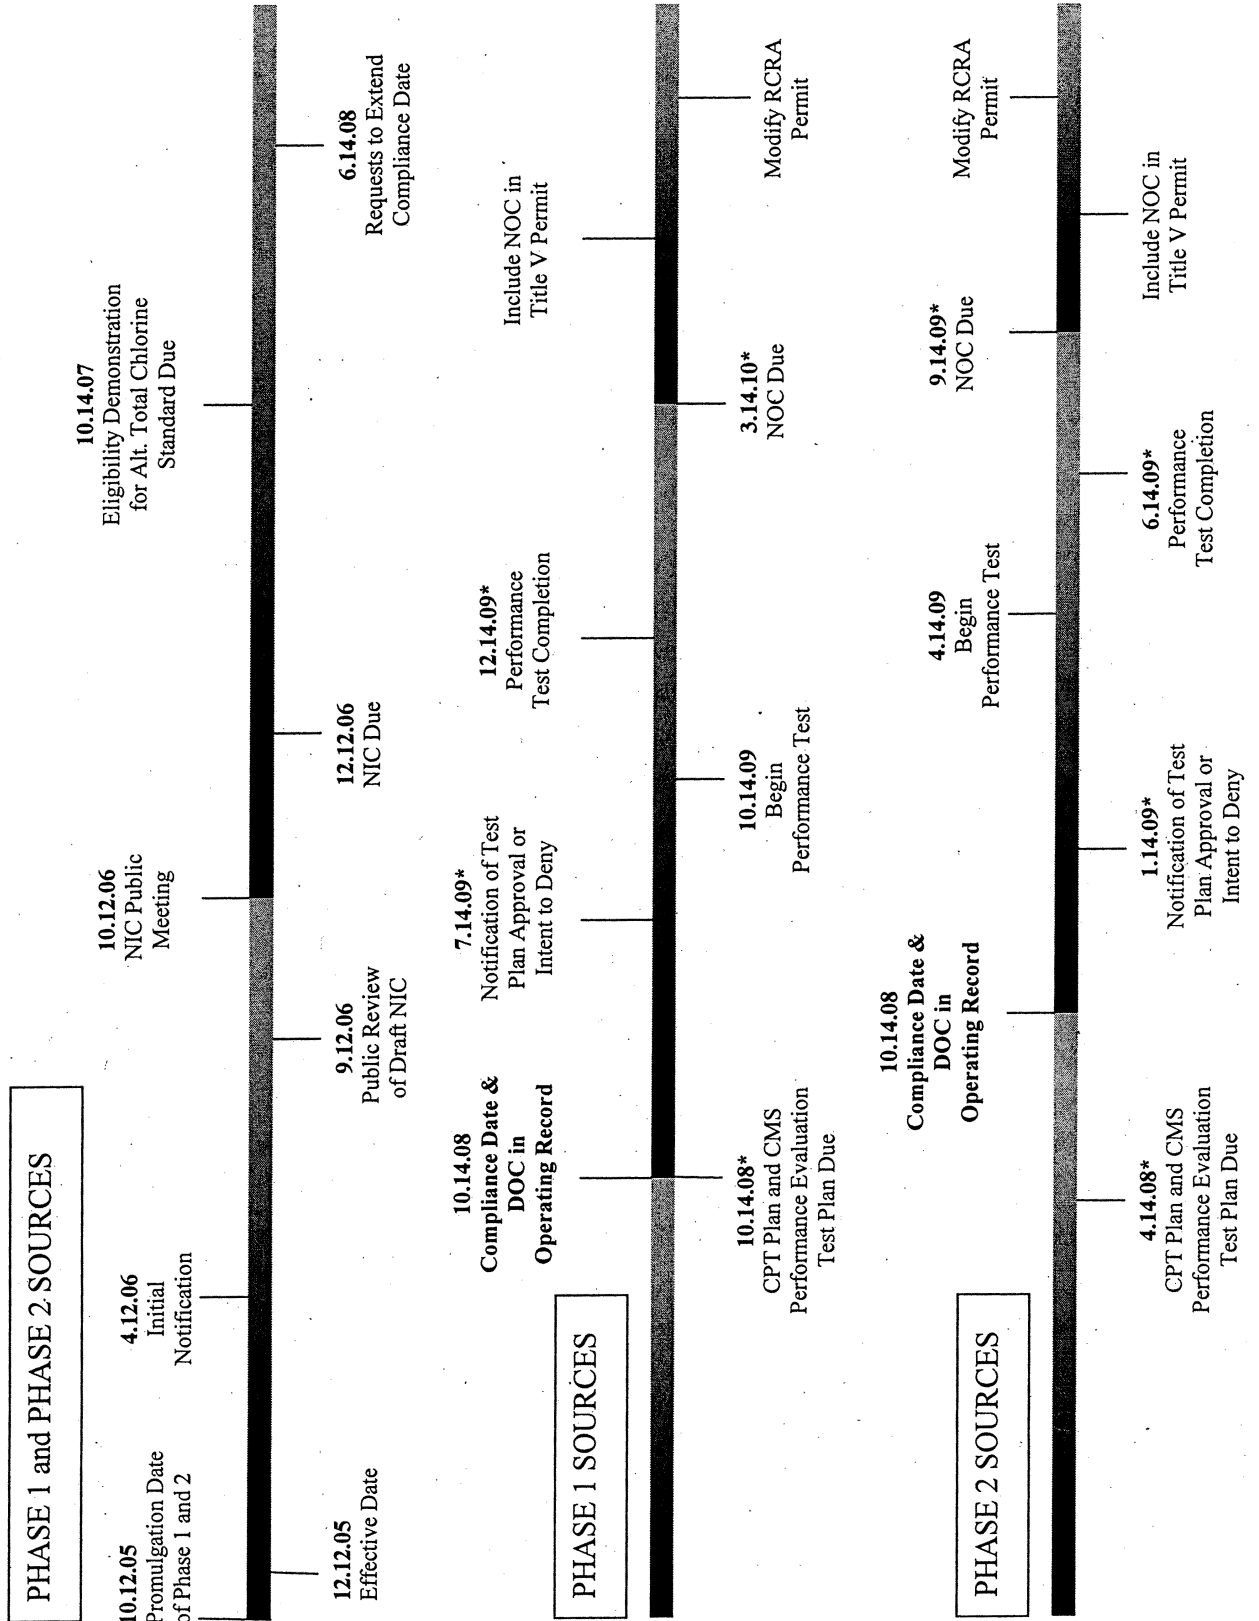 PHASE 1 and PHASE 2 SOURCES
10.12.05
Promulgation Date
of Phase 1 and 2
12.12.05
Effective Date
4.12.06
Initial
Notification
9.12.06
Public Review
of Draft NIC
10.12.06
NIC Public
Meeting
12.12.06
NIC Due
10.14.07
Eligibility Demonstration
for Alt. Total Chlorine
Standard Due
6.14.08
Requests to Extend
Compliance Date
PHASE 1 SOURCES
10.14.08
Compliance Date &
DOC in
Operating Record
10.14.08*
CPT Plan and CMS
Performance Evaluation
Test Plan Due
7.14.09*
Notification of Test
Plan Approval or
Intent to Deny
10.14.09
Begin
Performance Test
12.14.09*
Performance
Test Completion
3.14.10*
NOC Due
Include NOC in
Title V Permit
Modify RCRA
Permit
PHASE 2 SOURCES
4.14.08*
CPT Plan and CMS
Performance Evaluation
Test Plan Due
10.14.08
Compliance Date &
DOC in
Operating Record
1.14.09*
Notification of Test
Plan Approval or
Intent to Deny
4.14.09
Begin
Performance Test
6.14.09*
Performance
Test Completion
9.14.09*
NOC Due
Include NOC in
Title V Permit
Modify RCRA
Permit